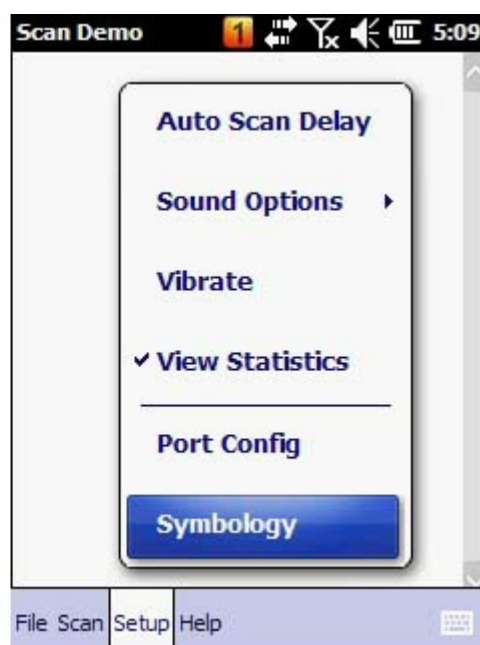 Scan Demo 1 5:09
Auto Scan Delay
Sound Options
Vibrate
View Statistics
Port Config
Symbology
File Scan Setup Help